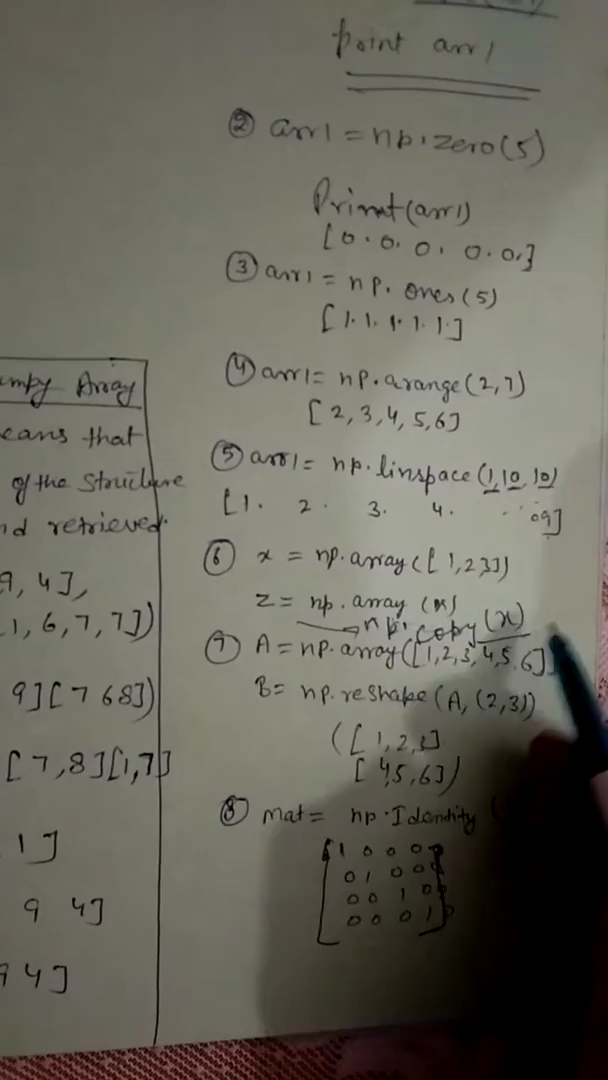 point arr1
② arr1 = np.zero(5)
Print(arr1)
[0. 0. 0. 0. 0.]
③ arr1 = np. ones(5)
[1. 1. 1. 1. 1.]
④ arr1 = np.arange(2,7)
[2,3,4,5,6]
⑤ arr1 = np.linspace(1,10,10)
[1. 2. 3. 4. .. 09]
⑥ x = np.array([1,2,3])
z = np.array(x)
np.copy(x)
⑦ A = np.array([1,2,3,4,5,6]
B = np.reshape(A, (2,3))
([1,2,3]
[4,5,6])
⑧ mat = np.Identity (
1 0 0 0
0 1 0 0
0 0 1 0
0 0 0 1
Array
eans that
of the Structure
nd retrieved.
9, 4],
1, 6, 7, 7])
9][7 6 8])
[7,8][1,7]
1]
9 4]
9 4]